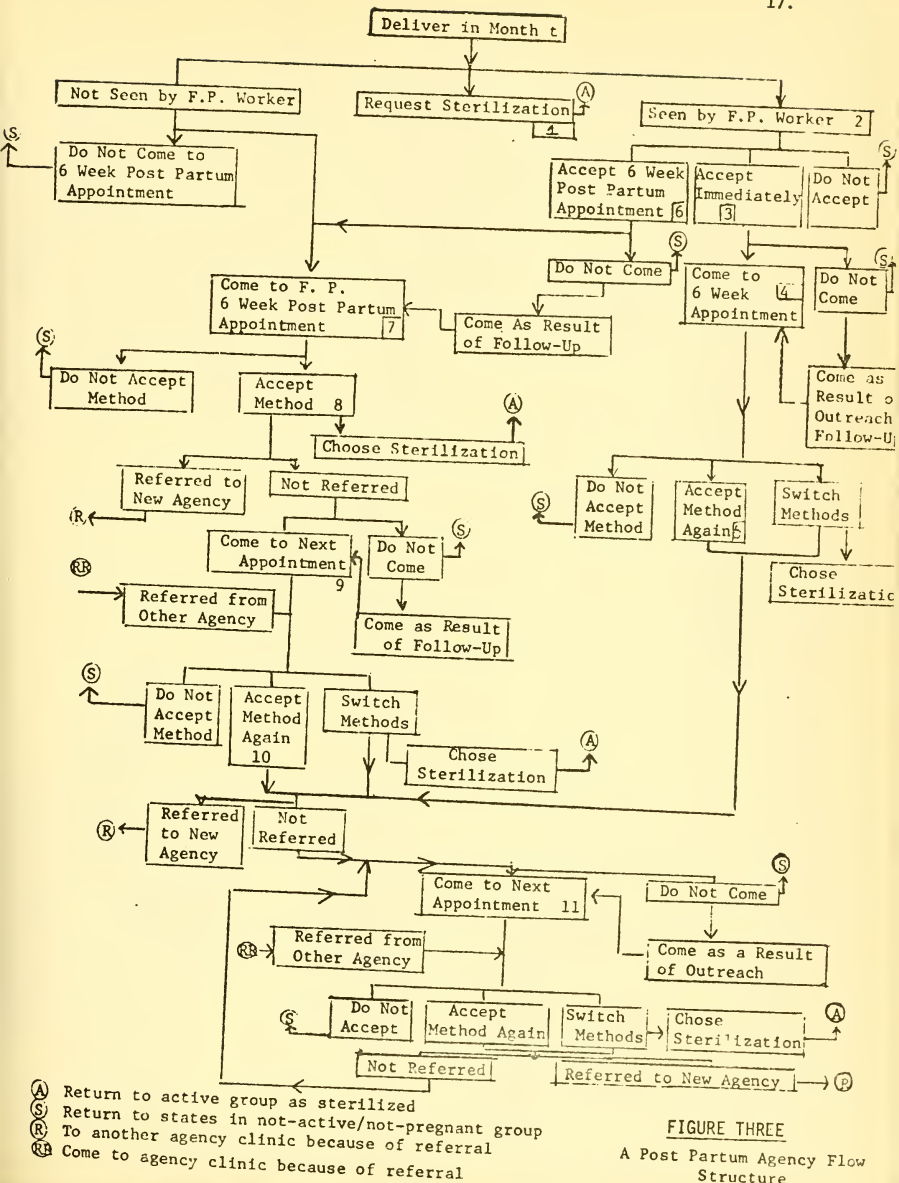 17.
Deliver in Month t
Not Seen by F.P. Worker
Request Sterilization
1
A
Seen by F.P. Worker 2
S
Do Not Come to
6 Week Post Partum
Appointment
Accept 6 Week
Post Partum
Appointment 6
Accept
Immediately
3
Do Not
Accept
S
Come to F. P.
6 Week Post Partum
Appointment
7
Do Not Come
S
Come As Result
of Follow-Up
Come to
6 Week 4
Appointment
Do Not
Come
S
Come as
Result
Outreach
S
Do Not Accept
Method
Accept
Method 8
A
Choose Sterilization
Referred to
New Agency
R
Not Referred
S
Do Not
Accept
Method
Accept
Method
Again
Switch
Methods
Chose
Come to Next
Appointment
9
Do Not
Come
S
RR
Referred from
Other Agency
Come as Result
of Follow-Up
S
Do Not
Accept
Method
Accept
Method
Again
10
Switch
Methods
Chose
Sterilization
A
R
Referred
to New
Agency
Not
Referred
Come to Next
Appointment 11
Do Not Come
S
RR
Referred from
Other Agency
Come as a Result
of Outreach
S
Do Not
Accept
Accept
Method Again
Switch
Methods
Chose
Sterilization
A
Not Referred
Referred to New Agency
A Return to active group as sterilized
S Return to states in not-active/not-pregnant group
R To another agency clinic because of referral
RR Come to agency clinic because of referral
FIGURE THREE
A Post Partum Agency Flow
Structure